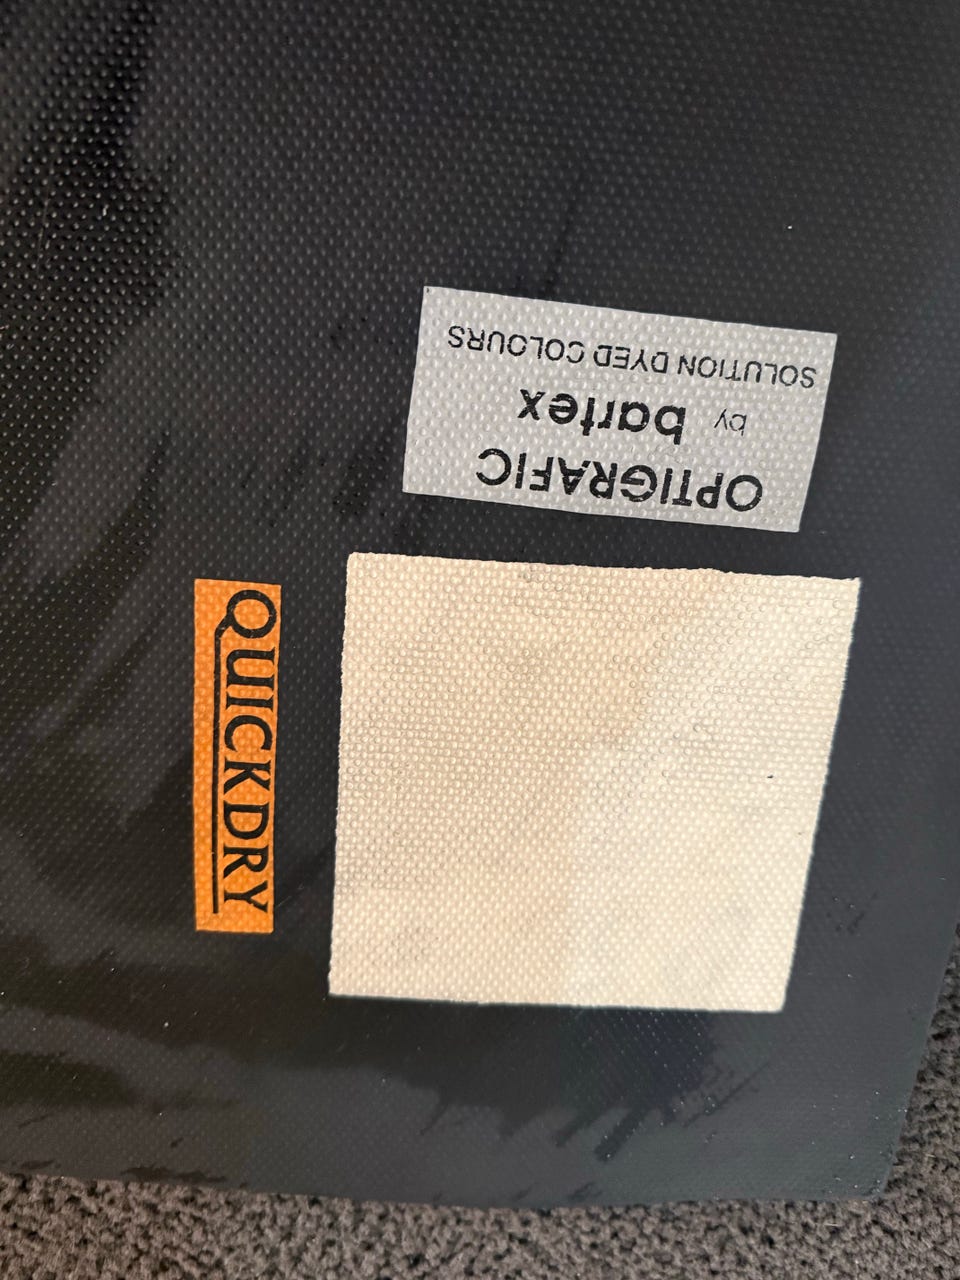 OPTIGRAFIC
by bartex
SOLUTION DYED COLOURS
QUICKDRY